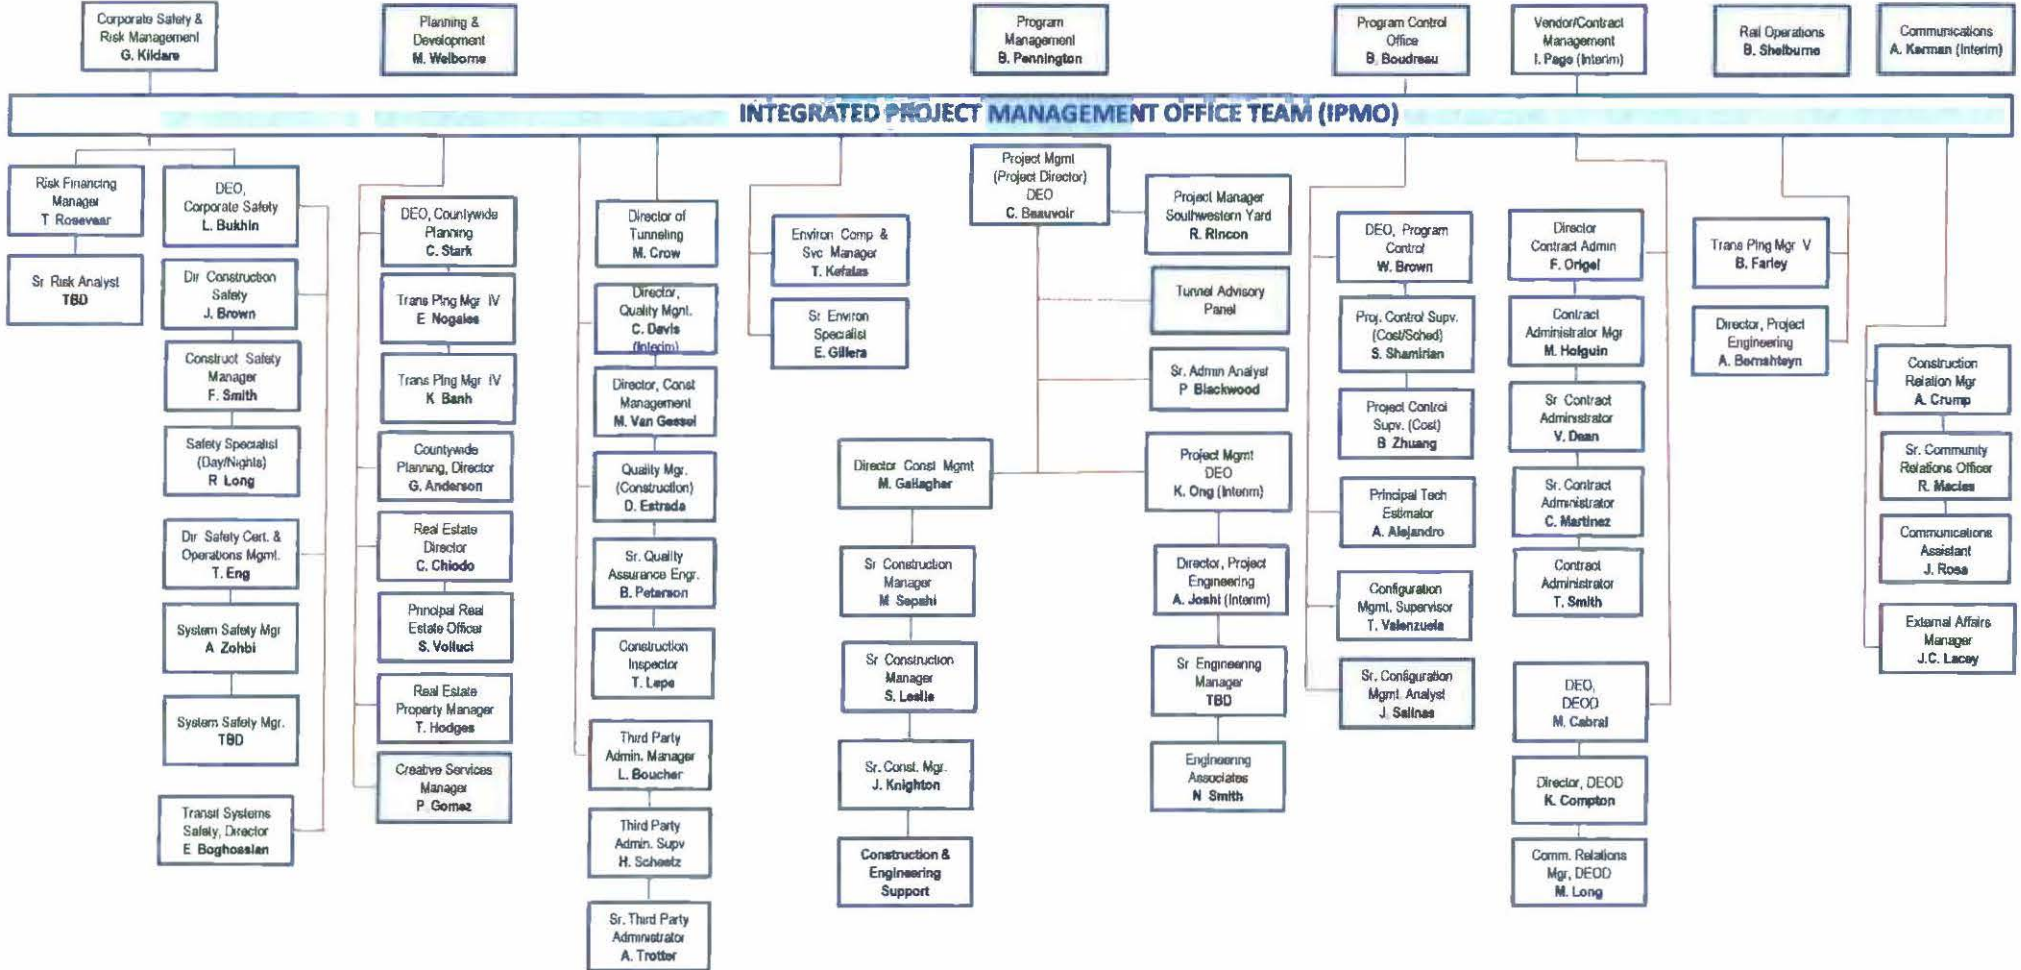 Corporate Safety &
Risk Management
G. Kildare
Planning &
Development
M. Welborne
Program
Management
B. Pennington
Program Control
Office
B. Boudreau
Vendor/Contract
Management
I. Page (Interim)
Rail Operations
B. Shelburne
Communications
A. Kerman (Interim)
INTEGRATED PROJECT MANAGEMENT OFFICE TEAM (IPMO)
Risk Financing
Manager
T Rosevear
Sr Risk Analyst
TBD
DEO,
Corporate Safety
L. Bukhin
Dir Construction
Safety
J. Brown
Construct Safety
Manager
F. Smith
Safety Specialist
(Day/Nights)
R Long
Dir Safety Cert. &
Operations Mgmt.
T. Eng
System Safety Mgr
A Zohbi
System Safety Mgr.
TBD
Transit Systems
Safety, Director
E Boghossian
DEO, Countywide
Planning
C. Stark
Trans Plng Mgr IV
E Nogales
Trans Plng Mgr IV
K Banh
Countywide
Planning, Director
G. Anderson
Real Estate
Director
C. Chiodo
Principal Real
Estate Officer
S. Volluci
Real Estate
Property Manager
T. Hodges
Creative Services
Manager
P Gomez
Director of
Tunneling
M. Crow
Director,
Quality Mgnt.
C. Davis
(Interim)
Director, Const
Management
M. Van Gessel
Quality Mgr.
(Construction)
D. Estrada
Sr. Quality
Assurance Engr.
B. Peterson
Construction
Inspector
T. Lepe
Third Party
Admin. Manager
L. Boucher
Third Party
Admin. Supv
H. Scheetz
Sr. Third Party
Administrator
A. Trotter
Environ Comp &
Svc Manager
T. Kefalas
Sr Environ
Specialist
E. Gillera
Project Mgmt
(Project Director)
DEO
C. Beauvoir
Project Manager
Southwestern Yard
R. Rincon
Tunnel Advisory
Panel
Sr. Admin Analyst
P Blackwood
Director Const Mgmt
M. Gallagher
Project Mgmt
DEO
K. Ong (Interim)
Sr Construction
Manager
M Sepahi
Sr Construction
Manager
S. Leslie
Sr. Const. Mgr.
J. Knighton
Construction &
Engineering
Support
Director, Project
Engineering
A. Joshi (Interim)
Sr Engineering
Manager
TBD
Engineering
Associates
N Smith
DEO, Program
Control
W. Brown
Proj. Control Supv.
(Cost/Sched)
S. Shamirian
Project Control
Supv. (Cost)
B Zhuang
Principal Tech
Estimator
A. Alejandro
Configuration
Mgmt. Supervisor
T. Valenzuela
Sr. Configuration
Mgmt. Analyst
J. Salinas
Director
Contract Admin
F. Origel
Contract
Administrator Mgr
M. Holguin
Sr Contract
Administrator
V. Dean
Sr. Contract
Administrator
C. Martinez
Contract
Administrator
T. Smith
DEO,
DEOD
M. Cabral
Director, DEOD
K. Compton
Comm. Relations
Mgr, DEOD
M. Long
Trans Plng Mgr V
B. Farley
Director, Project
Engineering
A. Bernshteyn
Construction
Relation Mgr
A. Crump
Sr. Community
Relations Officer
R. Macias
Communications
Assistant
J. Rosa
External Affairs
Manager
J.C. Lacey